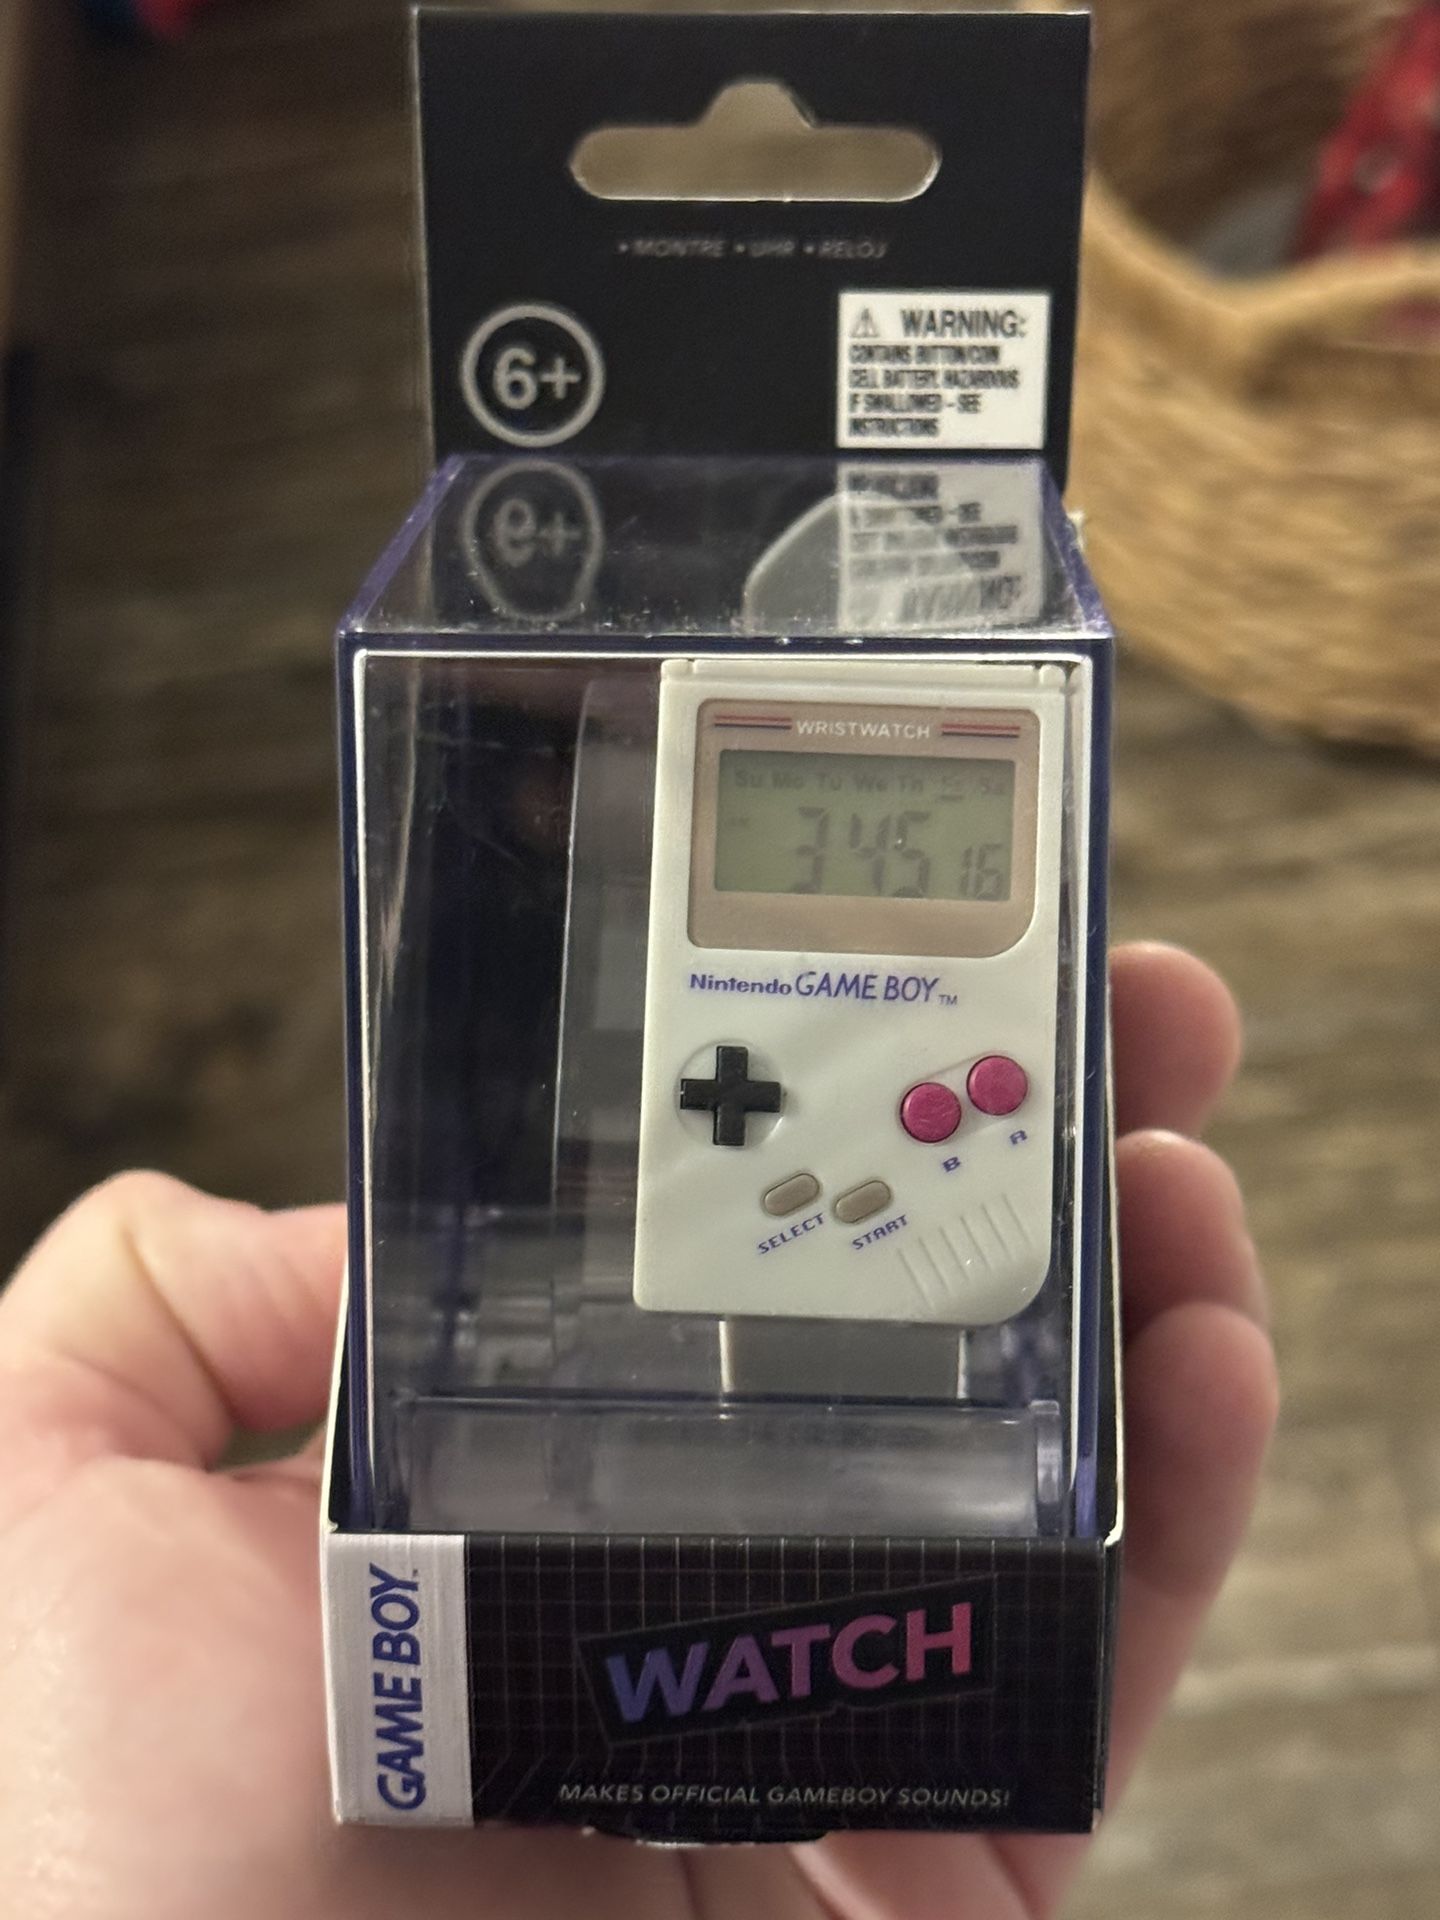 • MONTRE • UHR • RELOJ
6+
⚠ WARNING:
CONTAINS BUTTON/COIN
CELL BATTERY. HAZARDOUS
IF SWALLOWED - SEE
INSTRUCTIONS
WRISTWATCH
Su Mo Tu We Th Fr Sa
3 45 16
Nintendo GAME BOY™
B A
SELECT START
GAME BOY™
WATCH
MAKES OFFICIAL GAMEBOY SOUNDS!